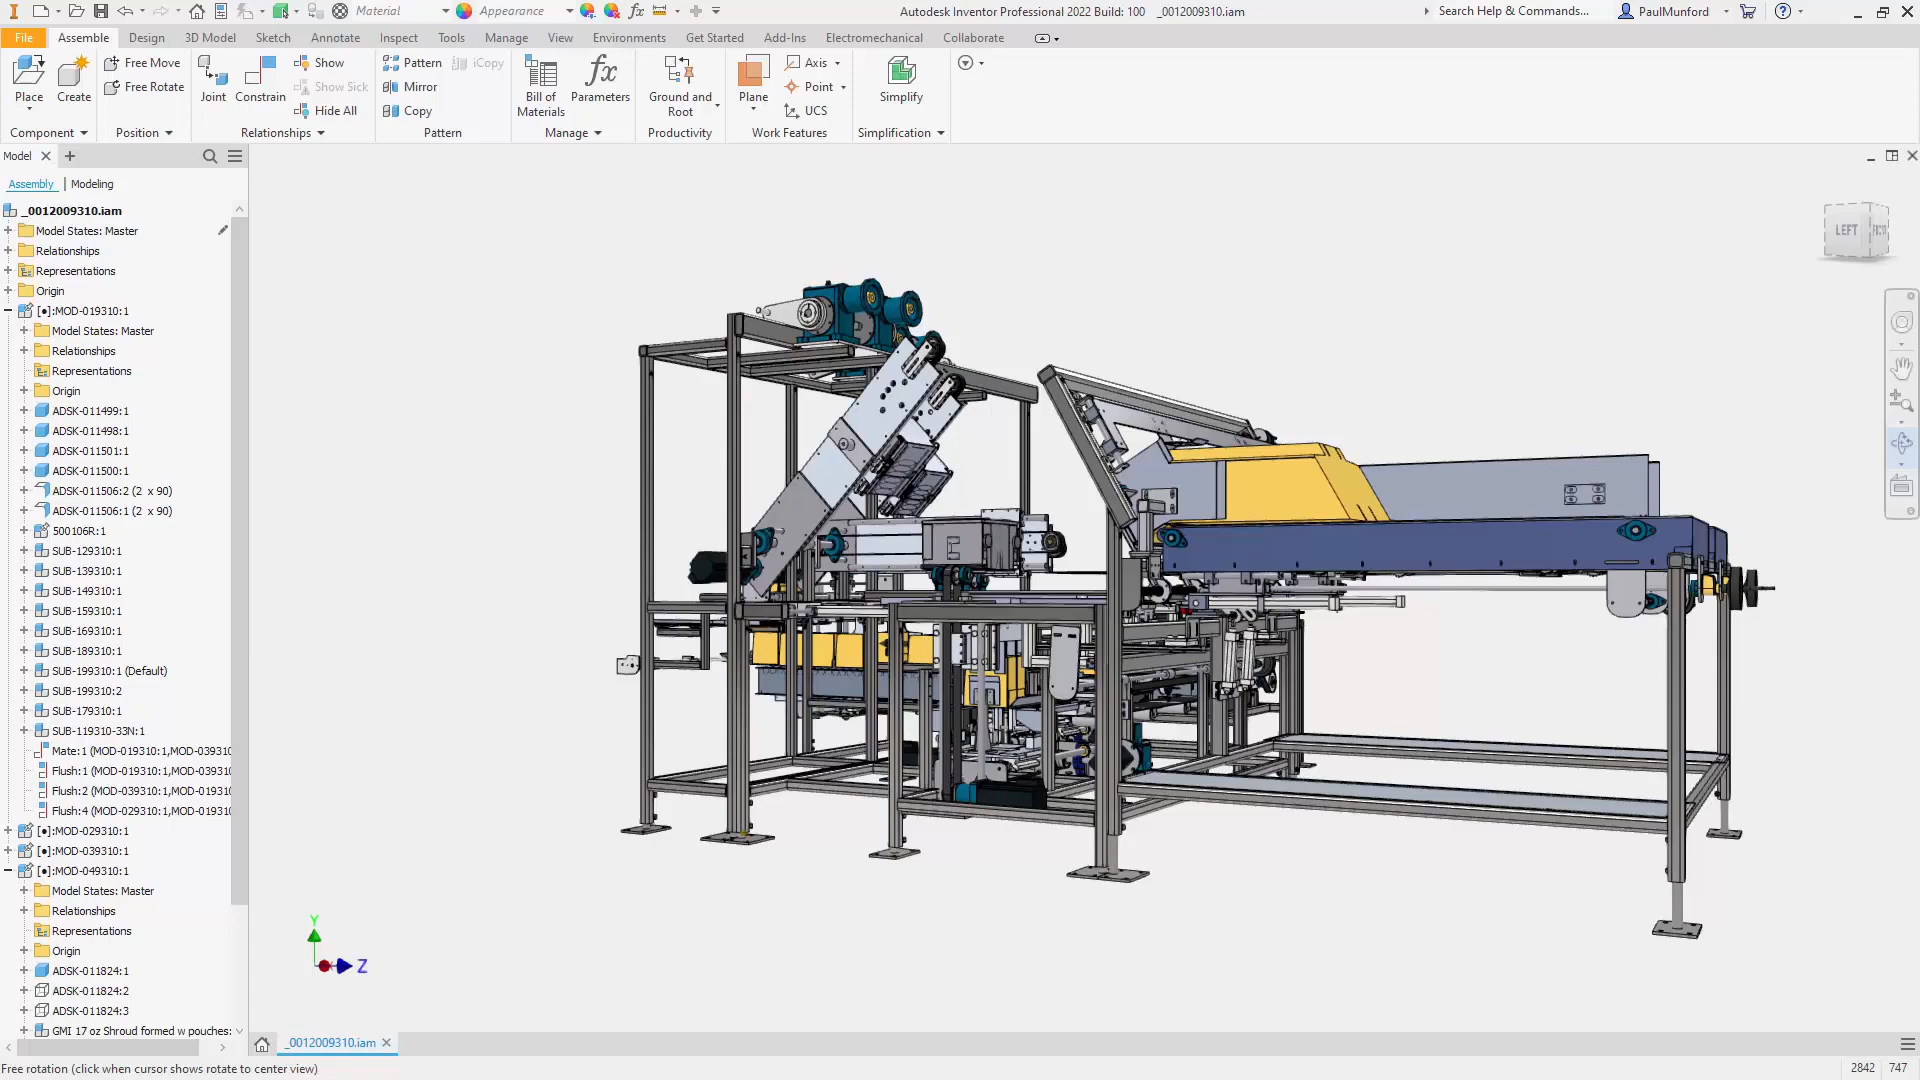 Material
Appearance
Autodesk Inventor Professional 2022 Build: 100 _0012009310.iam
Search Help & Commands...
PaulMunford
File Assemble Design 3D Model Sketch Annotate Inspect Tools Manage View Environments Get Started Add-Ins Electromechanical Collaborate
Place
Create
Component
Free Move
Free Rotate
Position
Joint
Constrain
Show
Show Sick
Hide All
Relationships
Pattern
iCopy
Mirror
Copy
Pattern
Bill of
Materials
Parameters
Manage
Ground and
Root
Productivity
Plane
Axis
Point
UCS
Work Features
Simplify
Simplification
Model
Assembly | Modeling
_0012009310.iam
Model States: Master
Relationships
Representations
Origin
[•]:MOD-019310:1
Model States: Master
Relationships
Representations
Origin
ADSK-011499:1
ADSK-011498:1
ADSK-011501:1
ADSK-011500:1
ADSK-011506:2 (2 x 90)
ADSK-011506:1 (2 x 90)
500106R:1
SUB-129310:1
SUB-139310:1
SUB-149310:1
SUB-159310:1
SUB-169310:1
SUB-189310:1
SUB-199310:1 (Default)
SUB-199310:2
SUB-179310:1
SUB-119310-33N:1
Mate:1 (MOD-019310:1,MOD-039310
Flush:1 (MOD-019310:1,MOD-039310
Flush:2 (MOD-039310:1,MOD-019310
Flush:4 (MOD-029310:1,MOD-019310
[•]:MOD-029310:1
[•]:MOD-039310:1
[•]:MOD-049310:1
Model States: Master
Relationships
Representations
Origin
ADSK-011824:1
ADSK-011824:2
ADSK-011824:3
GMI 17 oz Shroud formed w pouches:
LEFT
Y
Z
_0012009310.iam
Free rotation (click when cursor shows rotate to center view)
2842 747